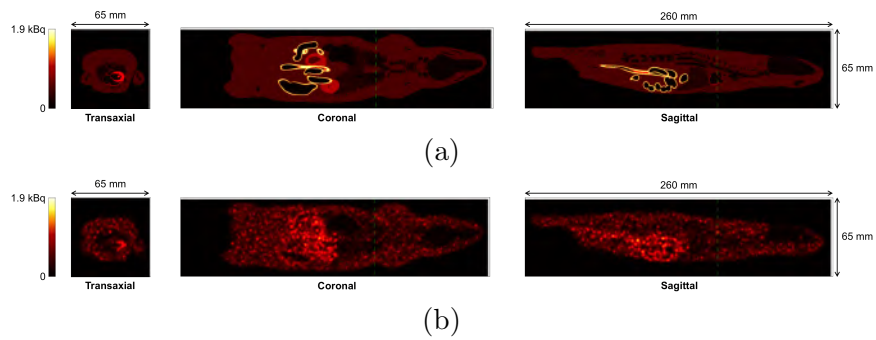 65 mm
260 mm
1.9 kBq
65 mm
0
Transaxial
Coronal
Sagittal
(a)
65 mm
260 mm
1.9 kBq
65 mm
0
Transaxial
Coronal
Sagittal
(b)